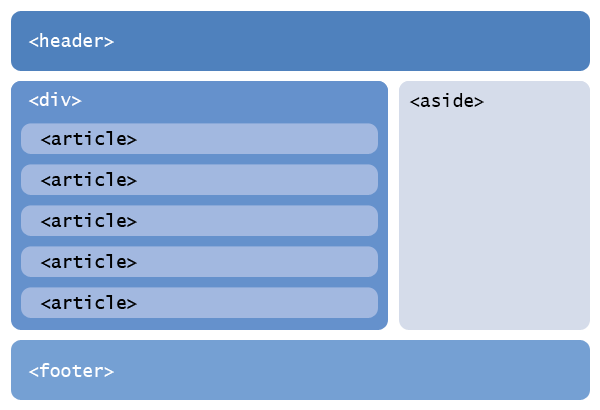 <header>
<div>
<article>
<article>
<article>
<article>
<article>
<aside>
<footer>